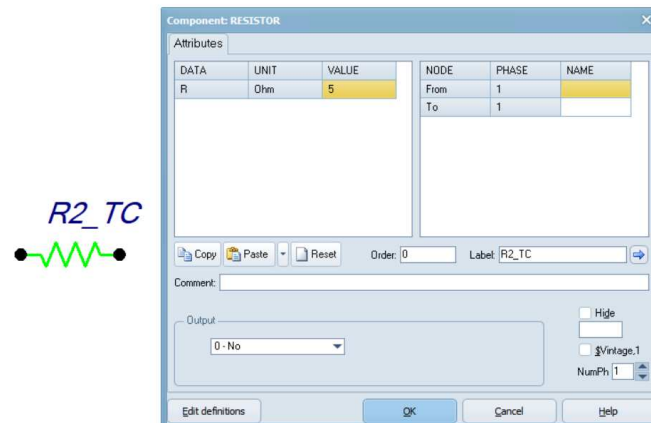 Component: RESISTOR
Attributes
DATA UNIT VALUE
R Ohm 5
NODE PHASE NAME
From 1
To 1
R2_TC
Copy Paste Reset Order: 0 Label: R2_TC
Comment:
Output
0 - No
Hide
$Vintage,1
NumPh 1
Edit definitions OK Cancel Help